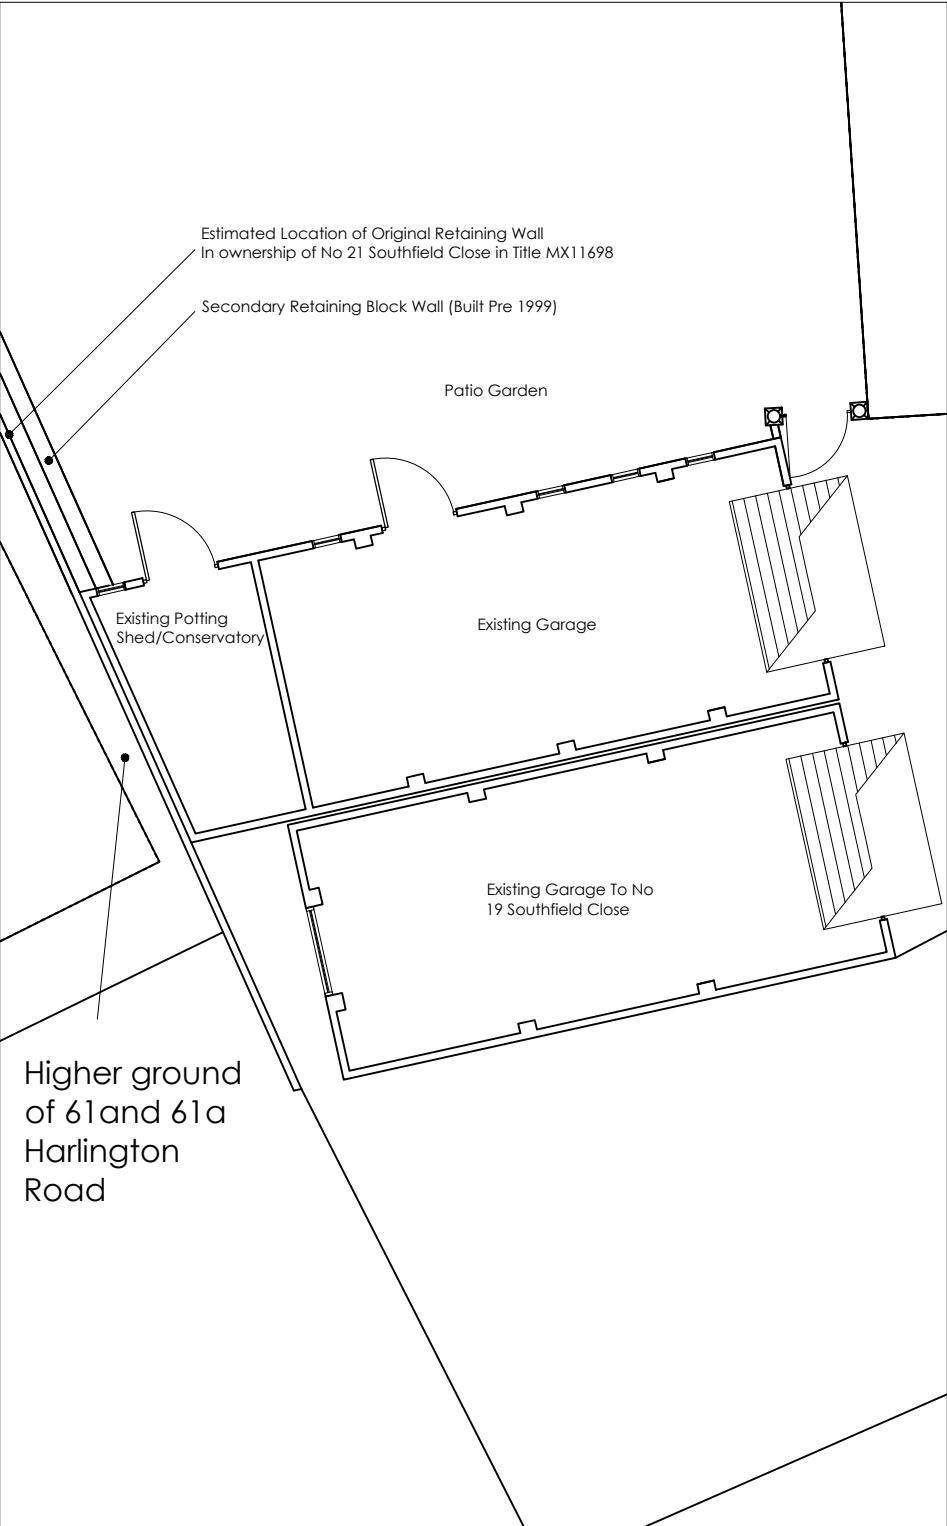 Estimated Location of Original Retaining Wall
In ownership of No 21 Southfield Close in Title MX11698
Secondary Retaining Block Wall (Built Pre 1999)
Patio Garden
Existing Potting
Shed/Conservatory
Existing Garage
Existing Garage To No
19 Southfield Close
Higher ground
of 61and 61a
Harlington
Road